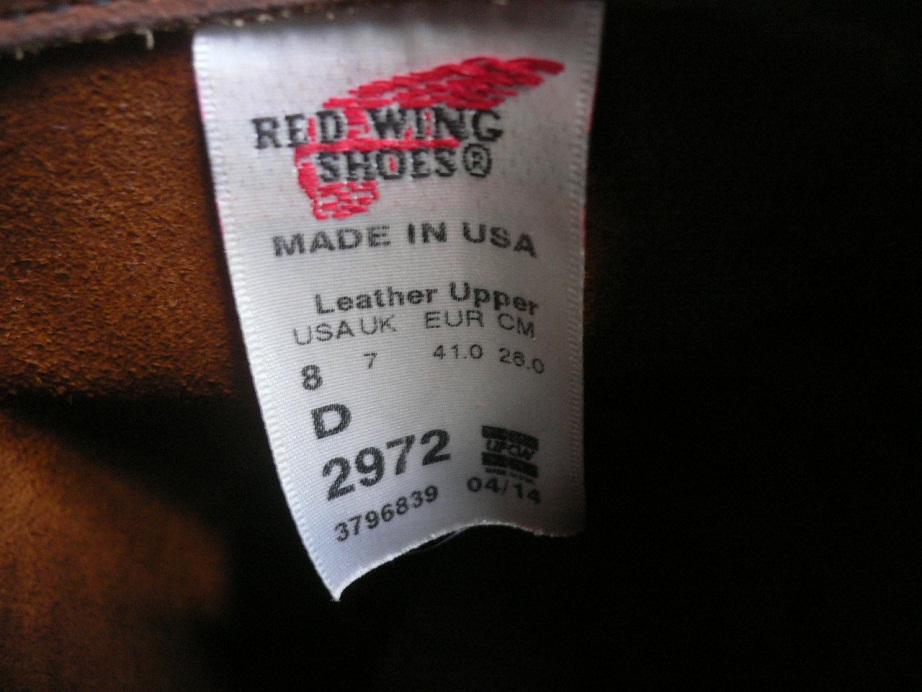 RED WING
SHOES®
MADE IN USA
Leather Upper
USA UK EUR CM
8 7 41.0 26.0
D
2972
UFCW
3796839 04/14